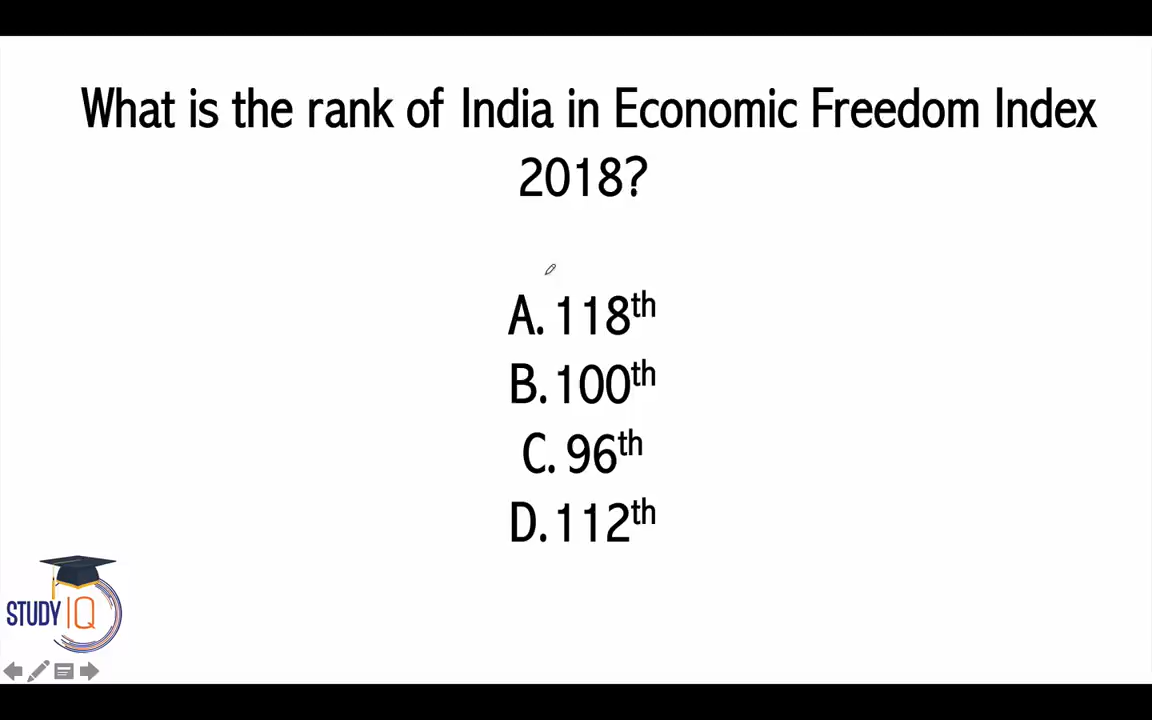 What is the rank of India in Economic Freedom Index
2018?
A. 118th
B. 100th
C. 96th
D. 112th
STUDY IQ